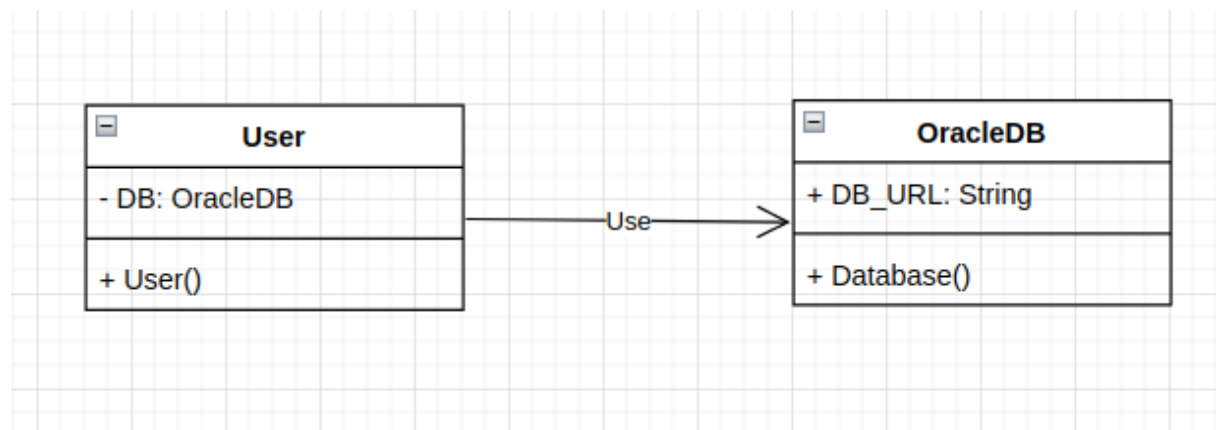 User
- DB: OracleDB
+ User()
Use
OracleDB
+ DB_URL: String
+ Database()